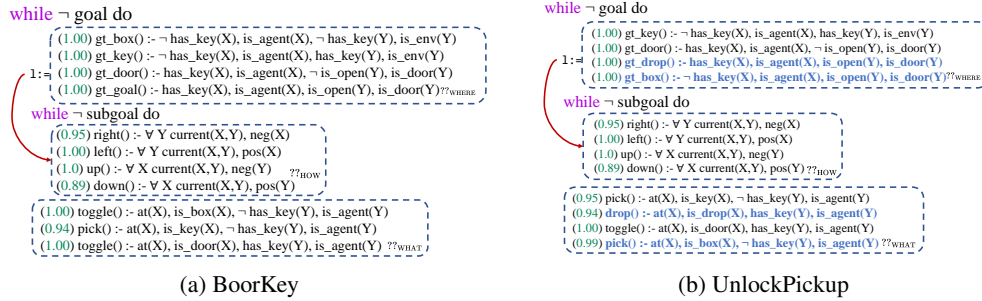 while ¬ goal do
(1.00) gt_box() :- ¬ has_key(X), is_agent(X), ¬ has_key(Y), is_env(Y)
(1.00) gt_key() :- ¬ has_key(X), is_agent(X), has_key(Y), is_env(Y)
1:=
(1.00) gt_door() :- has_key(X), is_agent(X), ¬ is_open(Y), is_door(Y)
(1.00) gt_goal() :- has_key(X), is_agent(X), is_open(Y), is_door(Y)??WHERE
while ¬ subgoal do
(0.95) right() :- ∀ Y current(X,Y), neg(X)
(1.00) left() :- ∀ Y current(X,Y), pos(X)
(1.0) up() :- ∀ X current(X,Y), neg(Y) ??HOW
(0.89) down() :- ∀ X current(X,Y), pos(Y)
(1.00) toggle() :- at(X), is_box(X), ¬ has_key(Y), is_agent(Y)
(0.94) pick() :- at(X), is_key(X), ¬ has_key(Y), is_agent(Y)
(1.00) toggle() :- at(X), is_door(X), has_key(Y), is_agent(Y) ??WHAT
(a) BoorKey
while ¬ goal do
(1.00) gt_key() :- ¬ has_key(X), is_agent(X), has_key(Y), is_env(Y)
(1.00) gt_door() :- has_key(X), is_agent(X), ¬ is_open(Y), is_door(Y)
1:=
(1.00) gt_drop() :- has_key(X), is_agent(X), is_open(Y), is_door(Y)
(1.00) gt_box() :- ¬ has_key(X), is_agent(X), is_open(Y), is_door(Y)??WHERE
while ¬ subgoal do
(0.95) right() :- ∀ Y current(X,Y), neg(X)
(1.00) left() :- ∀ Y current(X,Y), pos(X)
(1.0) up() :- ∀ X current(X,Y), neg(Y)
(0.89) down() :- ∀ X current(X,Y), pos(Y) ??HOW
(0.95) pick() :- at(X), is_key(X), ¬ has_key(Y), is_agent(Y)
(0.94) drop() :- at(X), is_drop(X), has_key(Y), is_agent(Y)
(1.00) toggle() :- at(X), is_door(X), has_key(Y), is_agent(Y)
(0.99) pick() :- at(X), is_box(X), ¬ has_key(Y), is_agent(Y) ??WHAT
(b) UnlockPickup